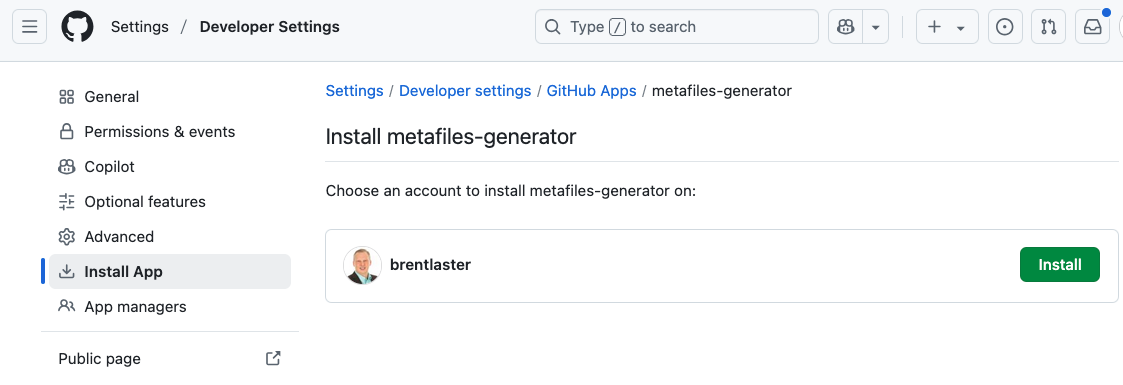 Settings / Developer Settings
Type / to search
General
Permissions & events
Copilot
Optional features
Advanced
Install App
App managers
Public page
Settings / Developer settings / GitHub Apps / metafiles-generator
Install metafiles-generator
Choose an account to install metafiles-generator on:
brentlaster
Install